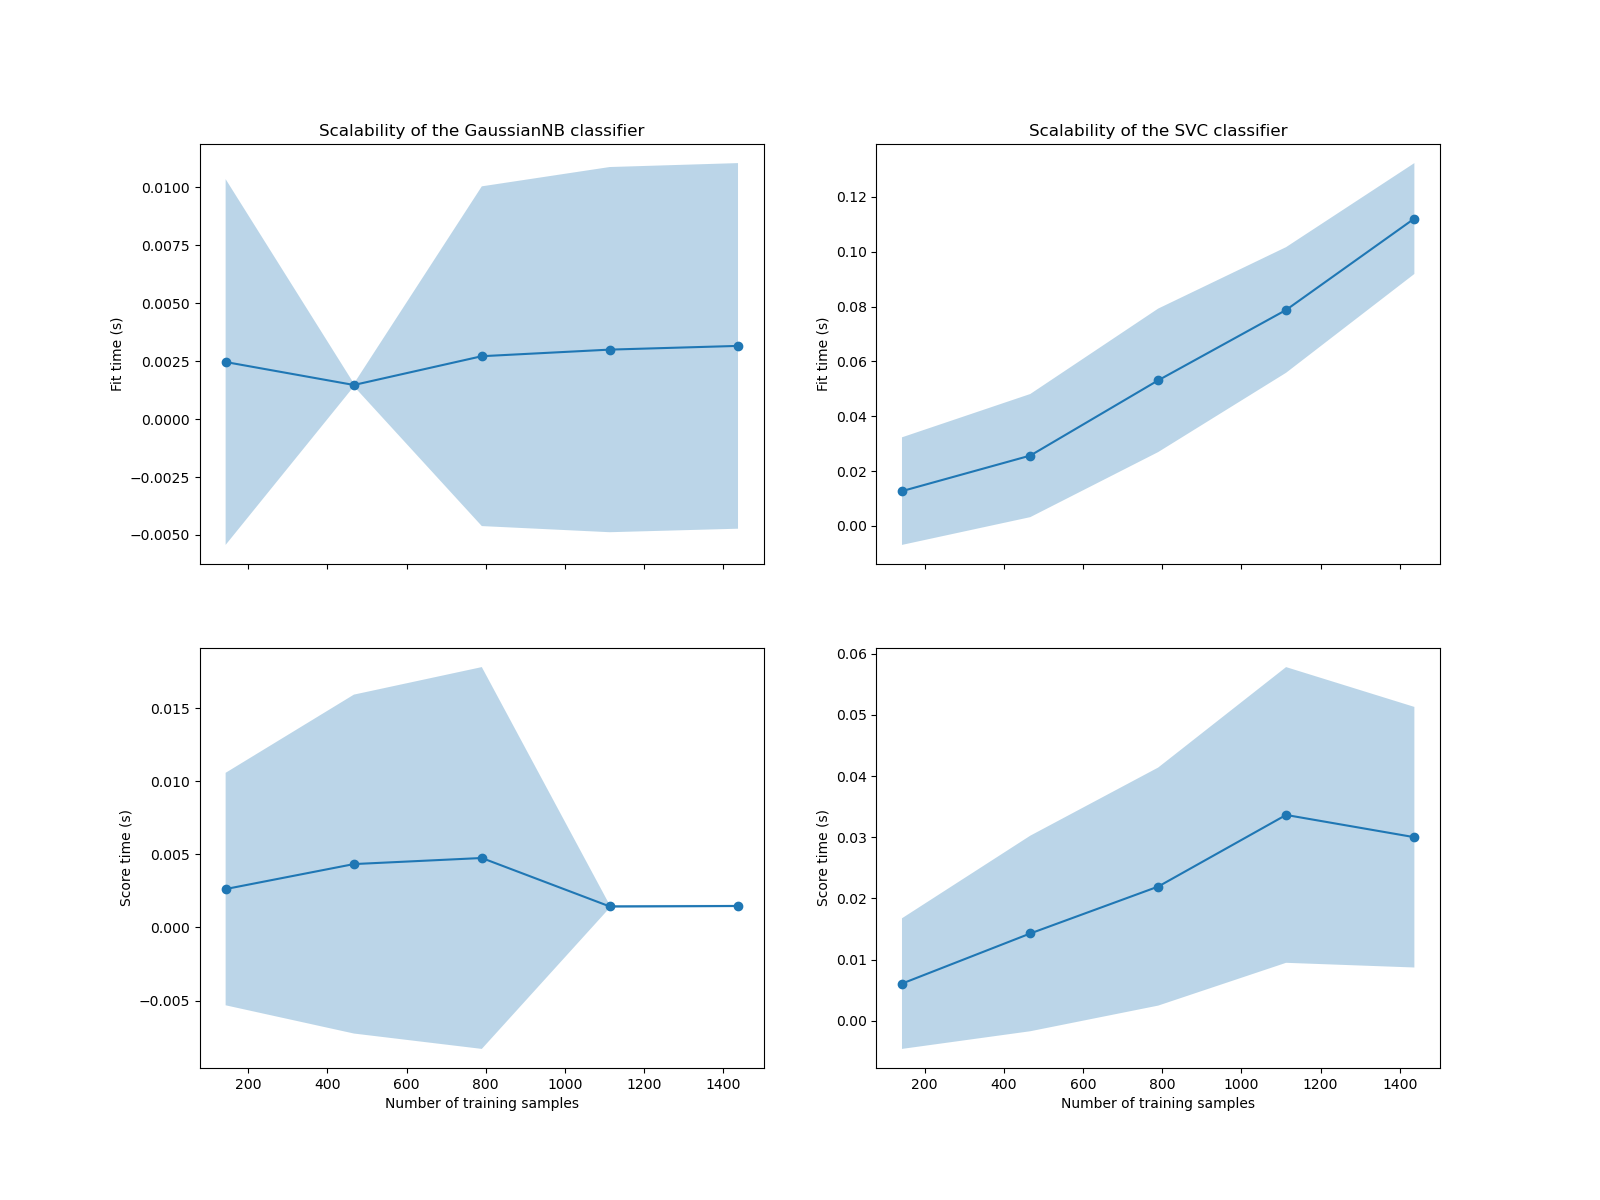 Scalability of the GaussianNB classifier
Fit time (s)
0.0100
0.0075
0.0050
0.0025
0.0000
−0.0025
−0.0050
Scalability of the SVC classifier
Fit time (s)
0.12
0.10
0.08
0.06
0.04
0.02
0.00
Score time (s)
0.015
0.010
0.005
0.000
−0.005
200 400 600 800 1000 1200 1400
Number of training samples
Score time (s)
0.06
0.05
0.04
0.03
0.02
0.01
0.00
200 400 600 800 1000 1200 1400
Number of training samples